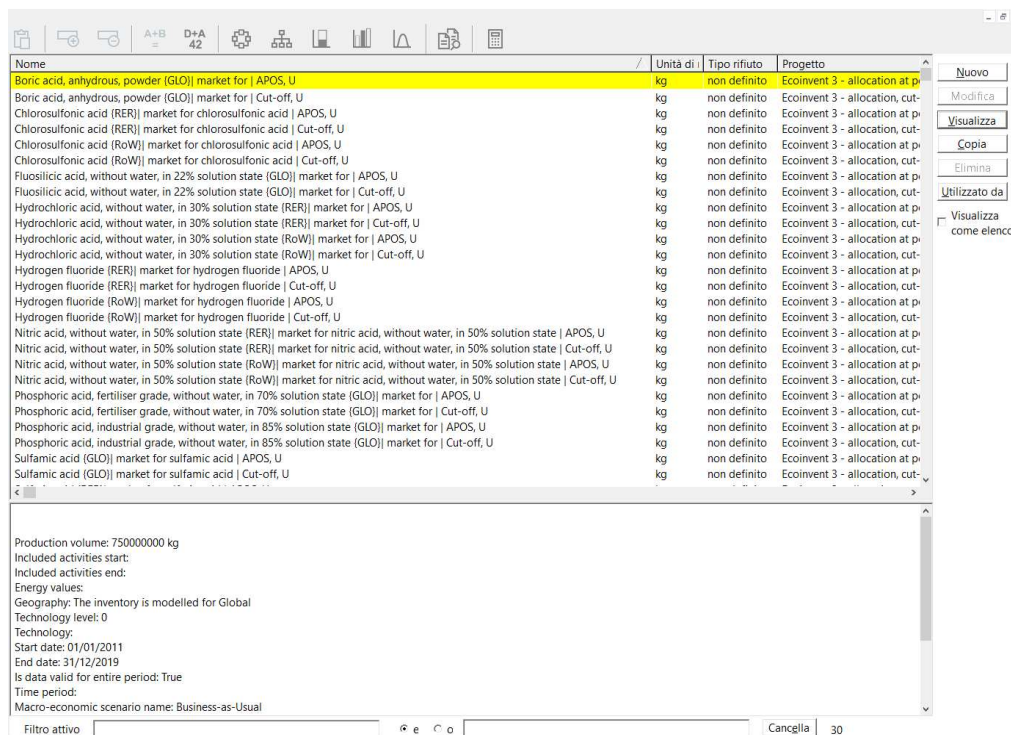 A+B
=
D+A
42
Nome Unità di i Tipo rifiuto Progetto
Boric acid, anhydrous, powder {GLO}| market for | APOS, U kg non definito Ecoinvent 3 - allocation at p
Boric acid, anhydrous, powder {GLO}| market for | Cut-off, U kg non definito Ecoinvent 3 - allocation, cut-
Chlorosulfonic acid {RER}| market for chlorosulfonic acid | APOS, U kg non definito Ecoinvent 3 - allocation at p
Chlorosulfonic acid {RER}| market for chlorosulfonic acid | Cut-off, U kg non definito Ecoinvent 3 - allocation, cut-
Chlorosulfonic acid {RoW}| market for chlorosulfonic acid | APOS, U kg non definito Ecoinvent 3 - allocation at p
Chlorosulfonic acid {RoW}| market for chlorosulfonic acid | Cut-off, U kg non definito Ecoinvent 3 - allocation, cut-
Fluosilicic acid, without water, in 22% solution state {GLO}| market for | APOS, U kg non definito Ecoinvent 3 - allocation at p
Fluosilicic acid, without water, in 22% solution state {GLO}| market for | Cut-off, U kg non definito Ecoinvent 3 - allocation, cut-
Hydrochloric acid, without water, in 30% solution state {RER}| market for | APOS, U kg non definito Ecoinvent 3 - allocation at p
Hydrochloric acid, without water, in 30% solution state {RER}| market for | Cut-off, U kg non definito Ecoinvent 3 - allocation, cut-
Hydrochloric acid, without water, in 30% solution state {RoW}| market for | APOS, U kg non definito Ecoinvent 3 - allocation at p
Hydrochloric acid, without water, in 30% solution state {RoW}| market for | Cut-off, U kg non definito Ecoinvent 3 - allocation, cut-
Hydrogen fluoride {RER}| market for hydrogen fluoride | APOS, U kg non definito Ecoinvent 3 - allocation at p
Hydrogen fluoride {RER}| market for hydrogen fluoride | Cut-off, U kg non definito Ecoinvent 3 - allocation, cut-
Hydrogen fluoride {RoW}| market for hydrogen fluoride | APOS, U kg non definito Ecoinvent 3 - allocation at p
Hydrogen fluoride {RoW}| market for hydrogen fluoride | Cut-off, U kg non definito Ecoinvent 3 - allocation, cut-
Nitric acid, without water, in 50% solution state {RER}| market for nitric acid, without water, in 50% solution state | APOS, U kg non definito Ecoinvent 3 - allocation at p
Nitric acid, without water, in 50% solution state {RER}| market for nitric acid, without water, in 50% solution state | Cut-off, U kg non definito Ecoinvent 3 - allocation, cut-
Nitric acid, without water, in 50% solution state {RoW}| market for nitric acid, without water, in 50% solution state | APOS, U kg non definito Ecoinvent 3 - allocation at p
Nitric acid, without water, in 50% solution state {RoW}| market for nitric acid, without water, in 50% solution state | Cut-off, U kg non definito Ecoinvent 3 - allocation, cut-
Phosphoric acid, fertiliser grade, without water, in 70% solution state {GLO}| market for | APOS, U kg non definito Ecoinvent 3 - allocation at p
Phosphoric acid, fertiliser grade, without water, in 70% solution state {GLO}| market for | Cut-off, U kg non definito Ecoinvent 3 - allocation, cut-
Phosphoric acid, industrial grade, without water, in 85% solution state {GLO}| market for | APOS, U kg non definito Ecoinvent 3 - allocation at p
Phosphoric acid, industrial grade, without water, in 85% solution state {GLO}| market for | Cut-off, U kg non definito Ecoinvent 3 - allocation, cut-
Sulfamic acid {GLO}| market for sulfamic acid | APOS, U kg non definito Ecoinvent 3 - allocation at p
Sulfamic acid {GLO}| market for sulfamic acid | Cut-off, U kg non definito Ecoinvent 3 - allocation, cut-
Nuovo
Modifica
Visualizza
Copia
Elimina
Utilizzato da
Visualizza
come elenco
Production volume: 750000000 kg
Included activities start:
Included activities end:
Energy values:
Geography: The inventory is modelled for Global
Technology level: 0
Technology:
Start date: 01/01/2011
End date: 31/12/2019
Is data valid for entire period: True
Time period:
Macro-economic scenario name: Business-as-Usual
Filtro attivo e o Cancella 30